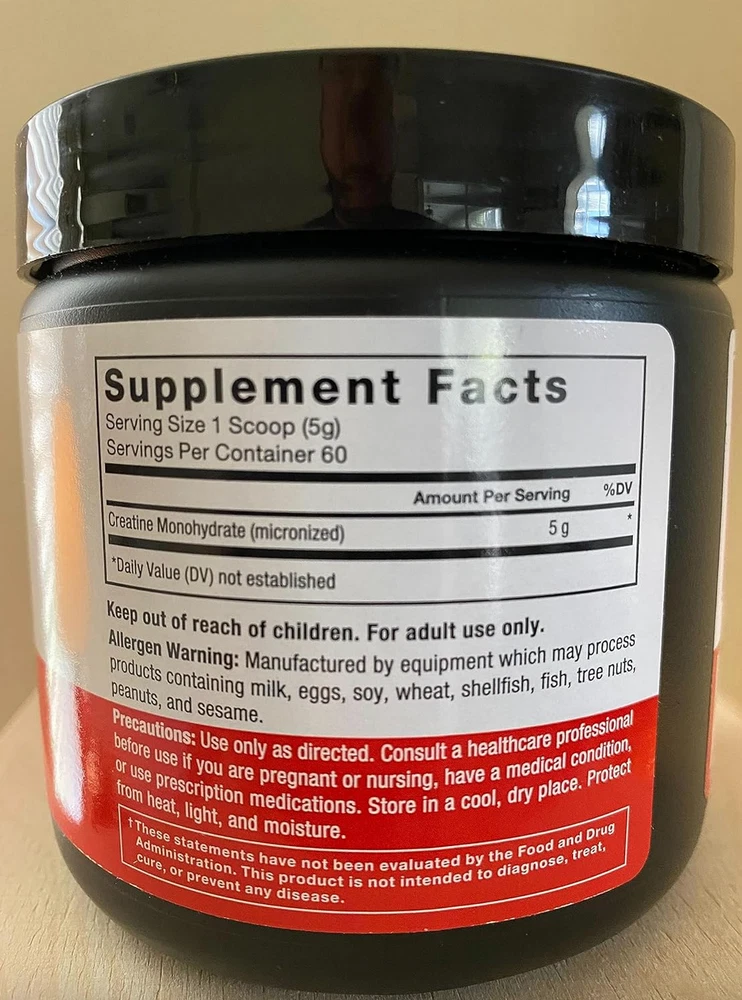 Supplement Facts
Serving Size 1 Scoop (5g)
Servings Per Container 60
Amount Per Serving %DV
Creatine Monohydrate (micronized) 5 g *
*Daily Value (DV) not established
Keep out of reach of children. For adult use only.
Allergen Warning: Manufactured by equipment which may process
products containing milk, eggs, soy, wheat, shellfish, fish, tree nuts,
peanuts, and sesame.
Precautions: Use only as directed. Consult a healthcare professional
before use if you are pregnant or nursing, have a medical condition,
or use prescription medications. Store in a cool, dry place. Protect
from heat, light, and moisture.
†These statements have not been evaluated by the Food and Drug
Administration. This product is not intended to diagnose, treat,
cure, or prevent any disease.